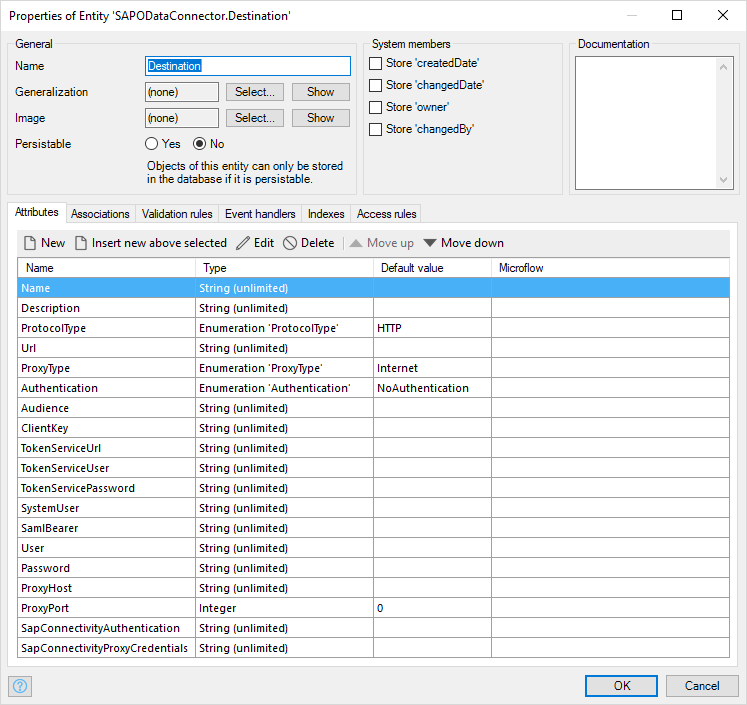 Properties of Entity 'SAPODataConnector.Destination'
General
Name Destination
Generalization (none) Select... Show
Image (none) Select... Show
Persistable Yes No
Objects of this entity can only be stored
in the database if it is persistable.
System members
Store 'createdDate'
Store 'changedDate'
Store 'owner'
Store 'changedBy'
Documentation
Attributes Associations Validation rules Event handlers Indexes Access rules
New Insert new above selected Edit Delete Move up Move down
Name Type Default value Microflow
Name String (unlimited)
Description String (unlimited)
ProtocolType Enumeration 'ProtocolType' HTTP
Url String (unlimited)
ProxyType Enumeration 'ProxyType' Internet
Authentication Enumeration 'Authentication' NoAuthentication
Audience String (unlimited)
ClientKey String (unlimited)
TokenServiceUrl String (unlimited)
TokenServiceUser String (unlimited)
TokenServicePassword String (unlimited)
SystemUser String (unlimited)
SamlBearer String (unlimited)
User String (unlimited)
Password String (unlimited)
ProxyHost String (unlimited)
ProxyPort Integer 0
SapConnectivityAuthentication String (unlimited)
SapConnectivityProxyCredentials String (unlimited)
? OK Cancel